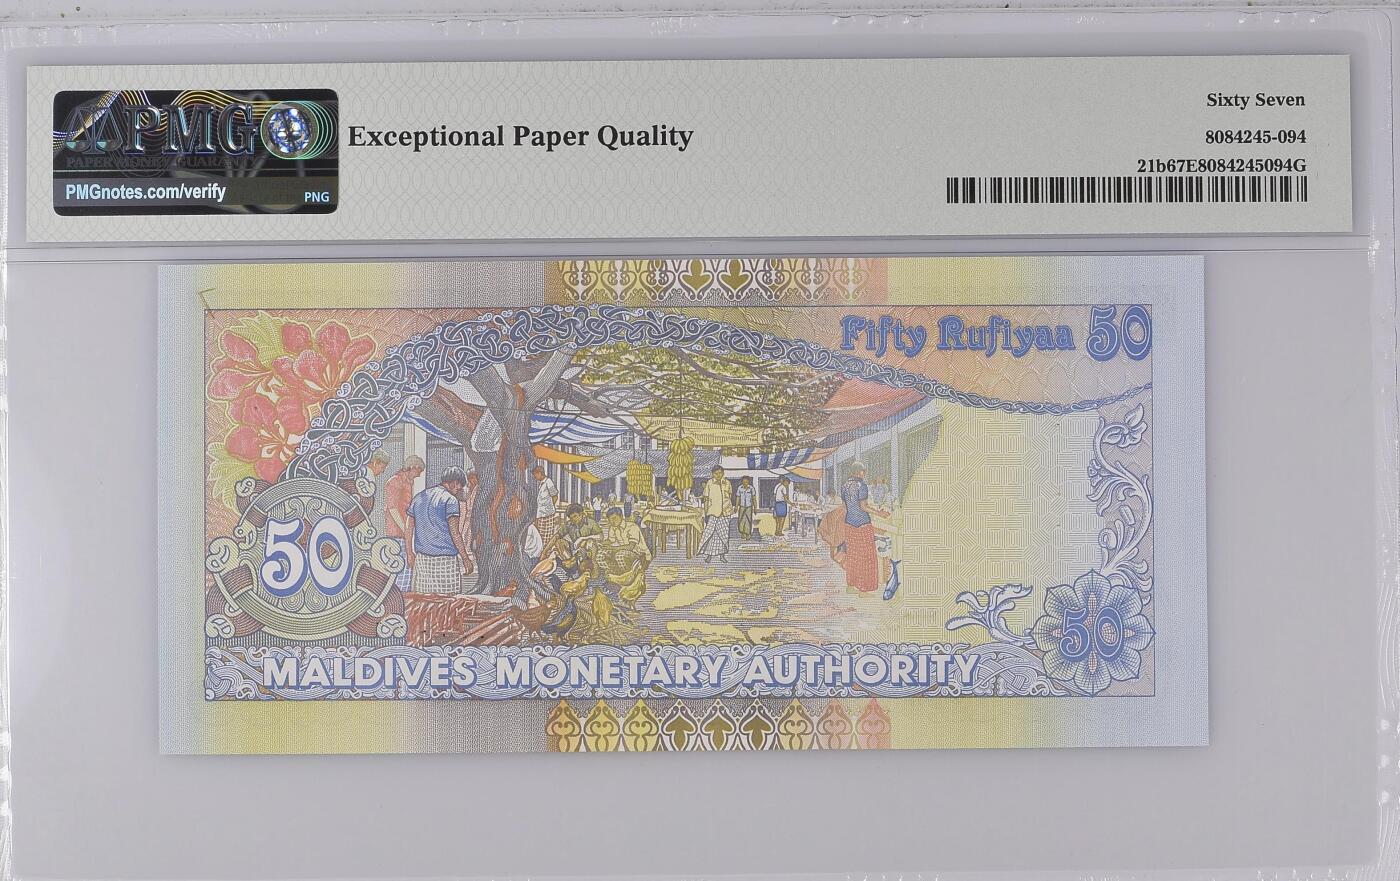 PMG
PAPER MONEY GUARANTY
PMGnotes.com/verify
PNG
Exceptional Paper Quality
Sixty Seven
8084245-094
21b67E8084245094G
Fifty Rufiyaa 50
50
50
MALDIVES MONETARY AUTHORITY